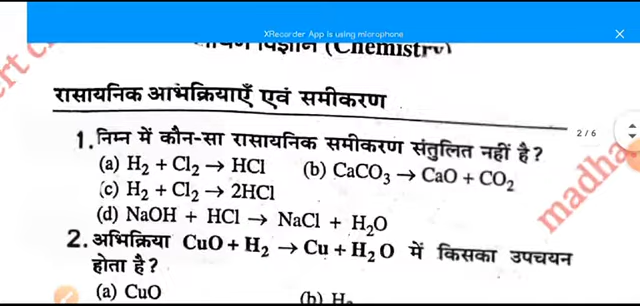 XRecorder App is using microphone
विज्ञान (Chemistry)
रासायनिक अभिक्रियाएँ एवं समीकरण
2/6
1. निम्न में कौन-सा रासायनिक समीकरण संतुलित नहीं है?
(a) H₂ + Cl₂ → HCl (b) CaCO₃ → CaO + CO₂
(c) H₂ + Cl₂ → 2HCl
(d) NaOH + HCl → NaCl + H₂O
2. अभिक्रिया CuO + H₂ → Cu + H₂O में किसका उपचयन
होता है?
(a) CuO (b) H₂
madha